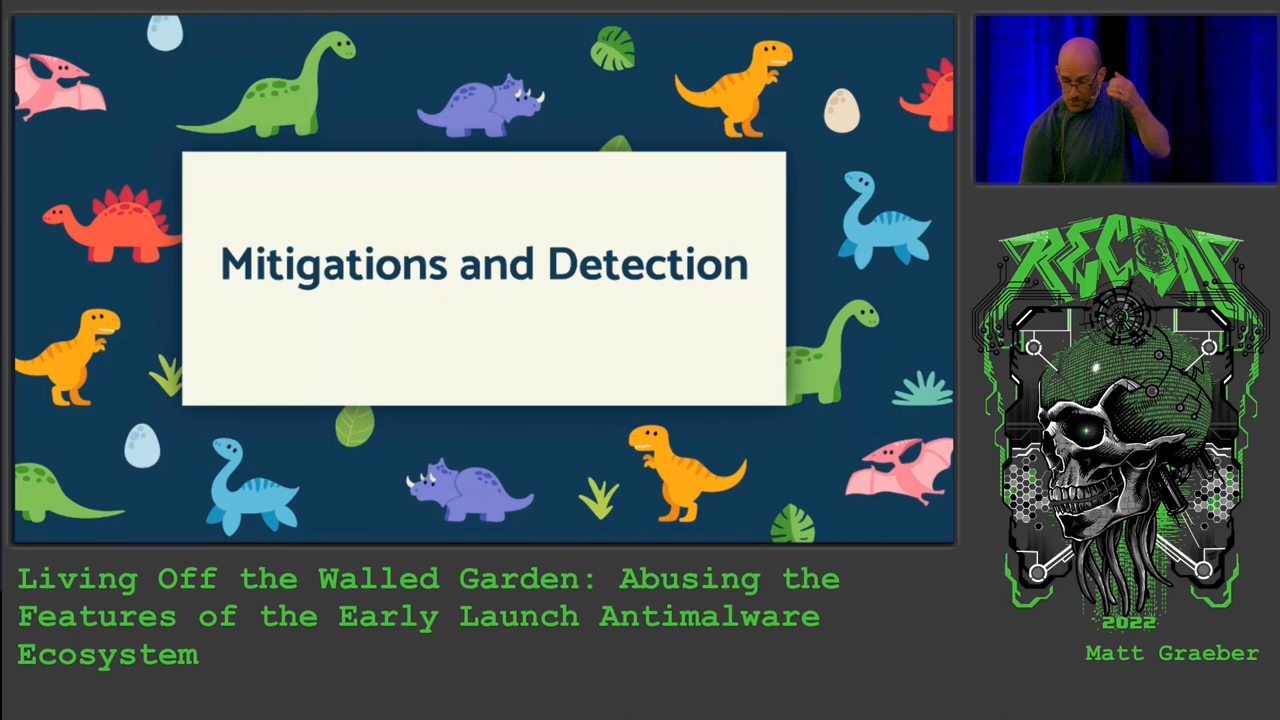 Mitigations and Detection
RECON
2022
Living Off the Walled Garden: Abusing the
Features of the Early Launch Antimalware
Ecosystem
Matt Graeber